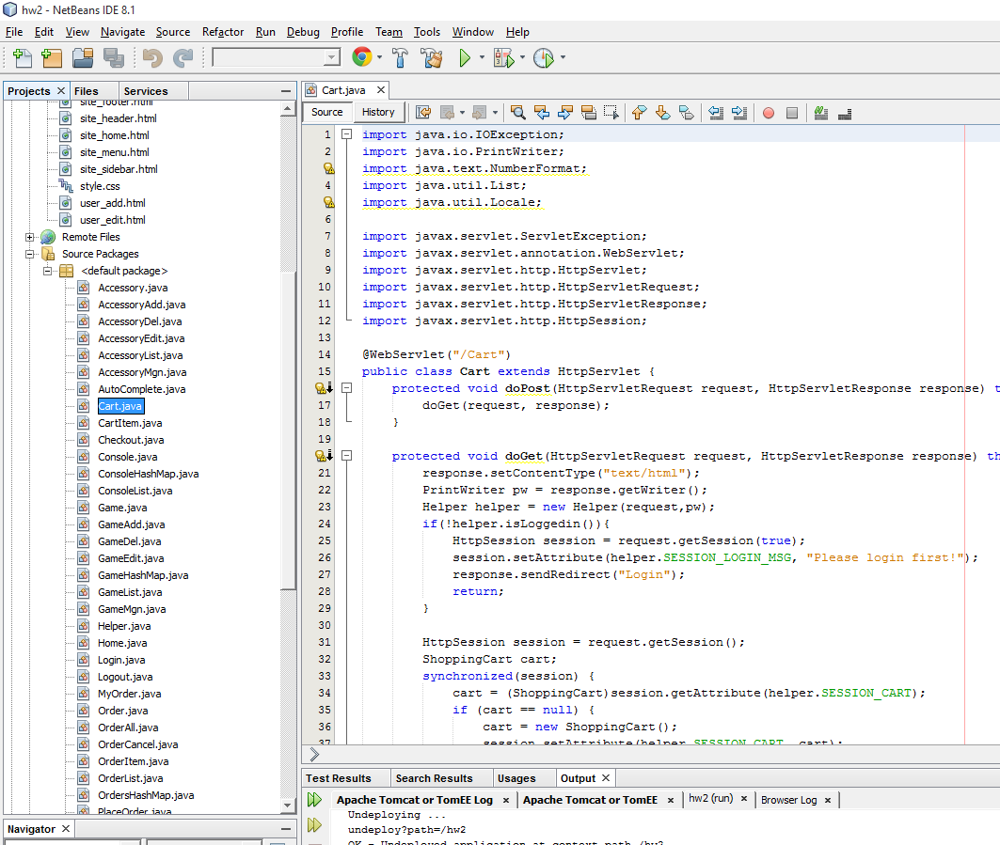 hw2 - NetBeans IDE 8.1
File Edit View Navigate Source Refactor Run Debug Profile Team Tools Window Help
Projects Files Services
site_footer.html
site_header.html
site_home.html
site_menu.html
site_sidebar.html
style.css
user_add.html
user_edit.html
Remote Files
Source Packages
<default package>
Accessory.java
AccessoryAdd.java
AccessoryDel.java
AccessoryEdit.java
AccessoryList.java
AccessoryMgn.java
AutoComplete.java
Cart.java
CartItem.java
Checkout.java
Console.java
ConsoleHashMap.java
ConsoleList.java
Game.java
GameAdd.java
GameDel.java
GameEdit.java
GameHashMap.java
GameList.java
GameMgn.java
Helper.java
Home.java
Login.java
Logout.java
MyOrder.java
Order.java
OrderAll.java
OrderCancel.java
OrderItem.java
OrderList.java
OrdersHashMap.java
PlaceOrder.java
Navigator
Cart.java
Source History
1 import java.io.IOException;
2 import java.io.PrintWriter;
import java.text.NumberFormat;
4 import java.util.List;
import java.util.Locale;
6
7 import javax.servlet.ServletException;
8 import javax.servlet.annotation.WebServlet;
9 import javax.servlet.http.HttpServlet;
10 import javax.servlet.http.HttpServletRequest;
11 import javax.servlet.http.HttpServletResponse;
12 import javax.servlet.http.HttpSession;
13
14 @WebServlet("/Cart")
15 public class Cart extends HttpServlet {
protected void doPost(HttpServletRequest request, HttpServletResponse response) t
17 doGet(request, response);
18 }
19
protected void doGet(HttpServletRequest request, HttpServletResponse response) th
21 response.setContentType("text/html");
22 PrintWriter pw = response.getWriter();
23 Helper helper = new Helper(request,pw);
24 if(!helper.isLoggedin()){
25 HttpSession session = request.getSession(true);
26 session.setAttribute(helper.SESSION_LOGIN_MSG, "Please login first!");
27 response.sendRedirect("Login");
28 return;
29 }
30
31 HttpSession session = request.getSession();
32 ShoppingCart cart;
33 synchronized(session) {
34 cart = (ShoppingCart)session.getAttribute(helper.SESSION_CART);
35 if (cart == null) {
36 cart = new ShoppingCart();
37 session.setAttribute(helper.SESSION_CART, cart);
Test Results Search Results Usages Output
Apache Tomcat or TomEE Log Apache Tomcat or TomEE hw2 (run) Browser Log
Undeploying ...
undeploy?path=/hw2
OK - Undeployed application at context path /hw2